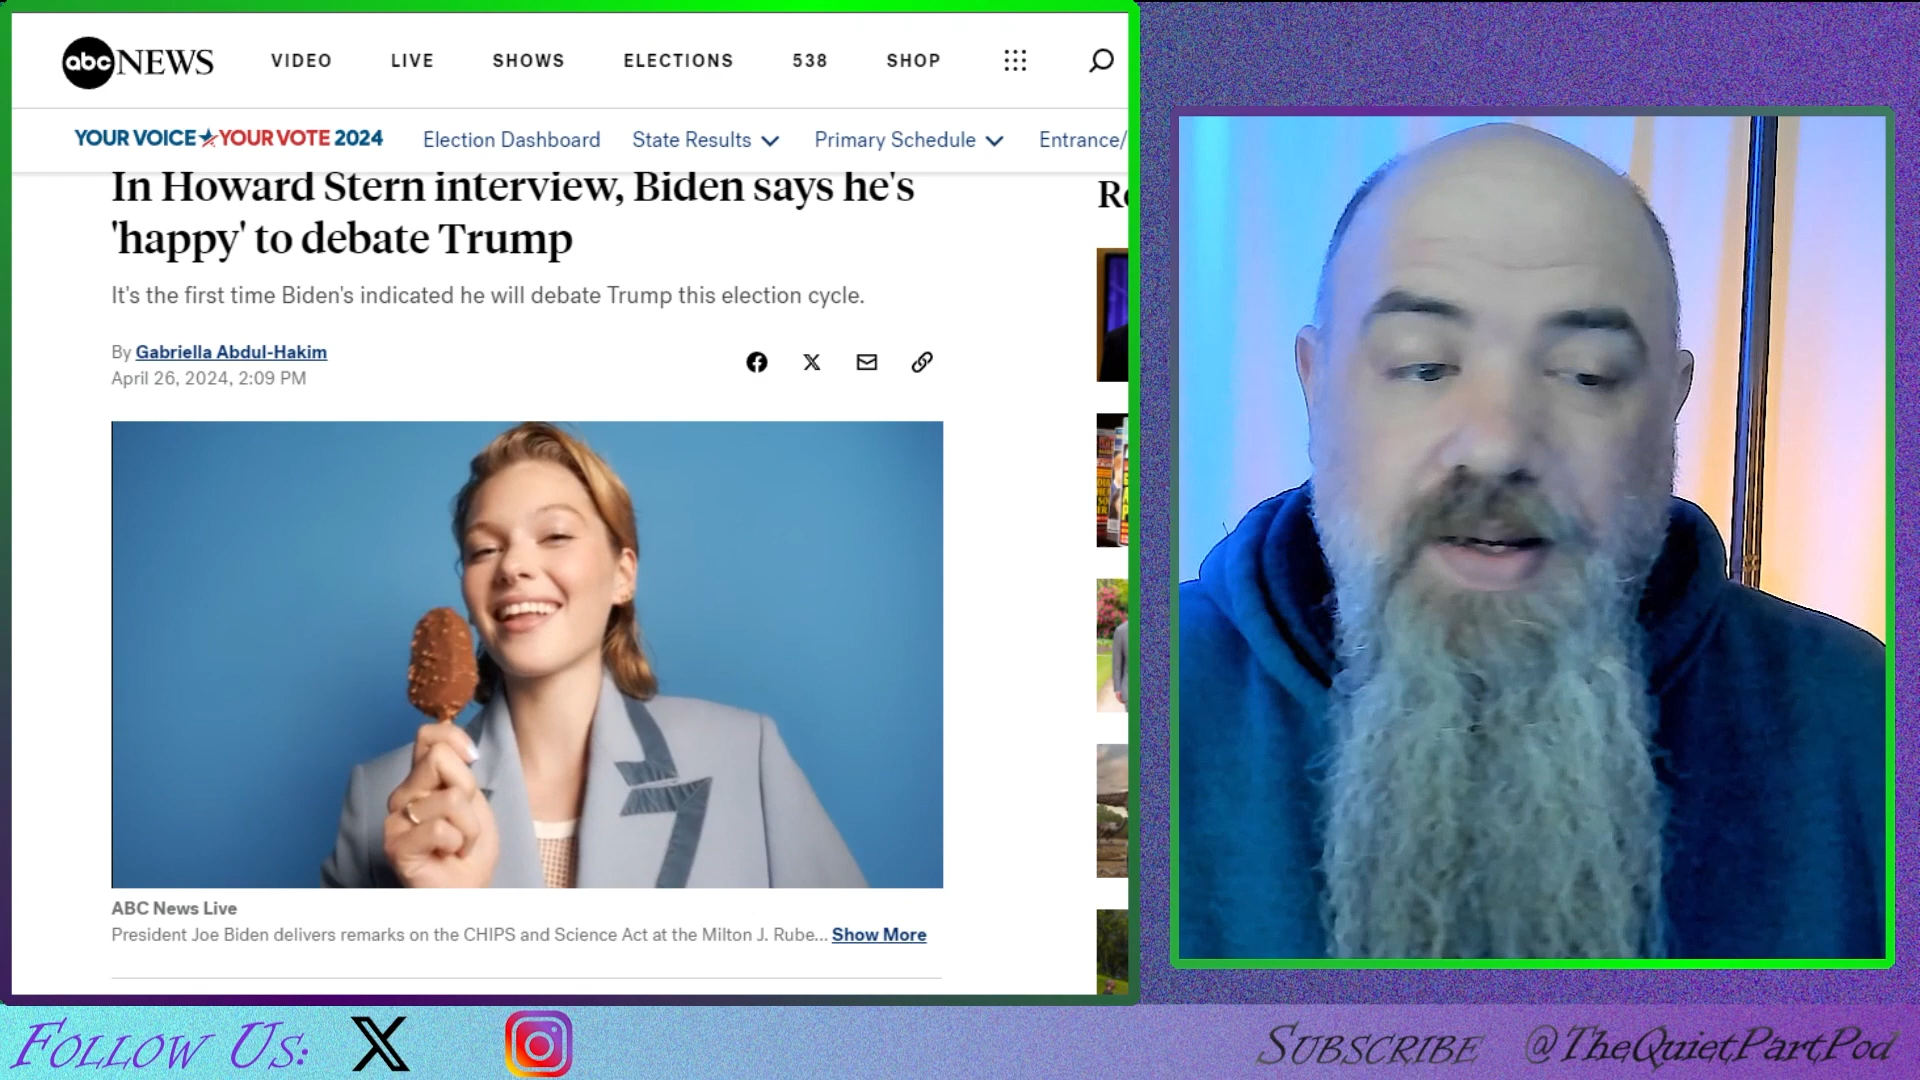 abc NEWS VIDEO LIVE SHOWS ELECTIONS 538 SHOP
YOUR VOICE YOUR VOTE 2024 Election Dashboard State Results Primary Schedule Entrance/
In Howard Stern interview, Biden says he's
'happy' to debate Trump
It's the first time Biden's indicated he will debate Trump this election cycle.
By Gabriella Abdul-Hakim
April 26, 2024, 2:09 PM
ABC News Live
President Joe Biden delivers remarks on the CHIPS and Science Act at the Milton J. Rube... Show More
Follow Us:
Subscribe @TheQuietPartPod